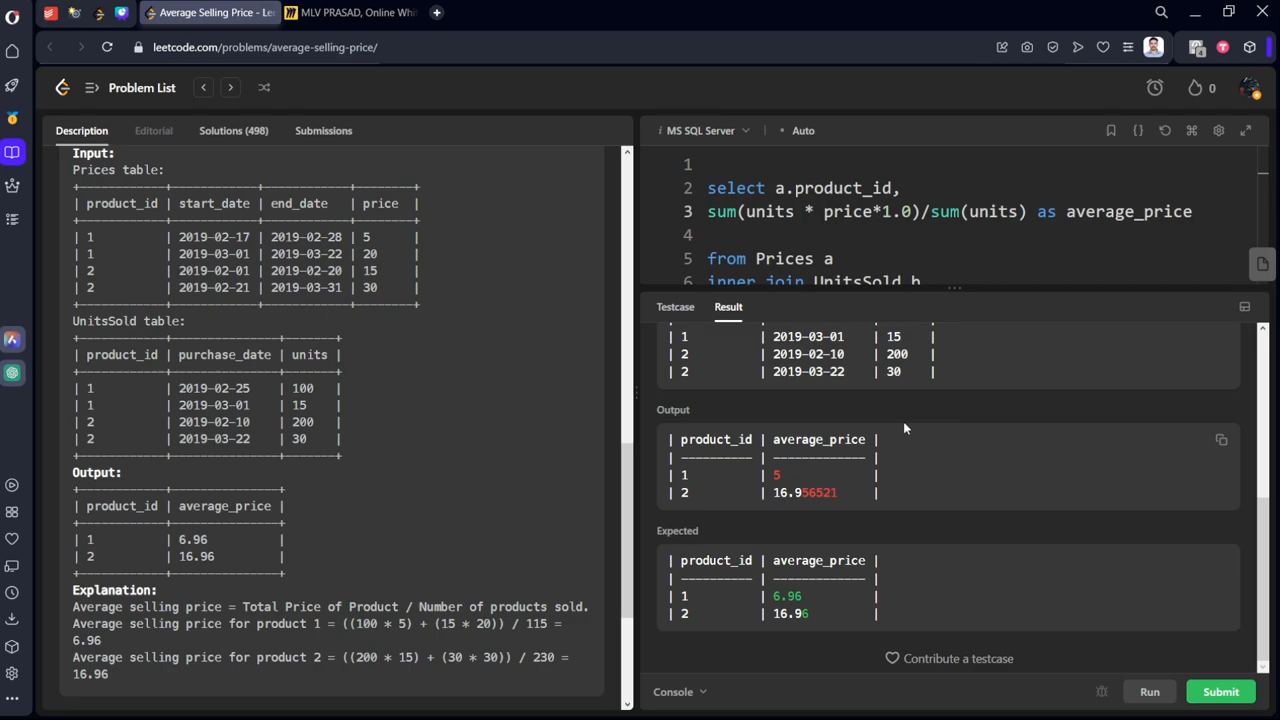 Average Selling Price - Lee
MLV PRASAD, Online Whi
leetcode.com/problems/average-selling-price/
4
Problem List
0
Description
Editorial
Solutions (498)
Submissions
Input:
Prices table:
+------------+------------+------------+--------+
| product_id | start_date | end_date   | price  |
+------------+------------+------------+--------+
| 1          | 2019-02-17 | 2019-02-28 | 5      |
| 1          | 2019-03-01 | 2019-03-22 | 20     |
| 2          | 2019-02-01 | 2019-02-20 | 15     |
| 2          | 2019-02-21 | 2019-03-31 | 30     |
+------------+------------+------------+--------+
UnitsSold table:
+------------+---------------+-------+
| product_id | purchase_date | units |
+------------+---------------+-------+
| 1          | 2019-02-25    | 100   |
| 1          | 2019-03-01    | 15    |
| 2          | 2019-02-10    | 200   |
| 2          | 2019-03-22    | 30    |
+------------+---------------+-------+
Output:
+------------+---------------+
| product_id | average_price |
+------------+---------------+
| 1          | 6.96          |
| 2          | 16.96         |
+------------+---------------+
Explanation:
Average selling price = Total Price of Product / Number of products sold.
Average selling price for product 1 = ((100 * 5) + (15 * 20)) / 115 =
6.96
Average selling price for product 2 = ((200 * 15) + (30 * 30)) / 230 =
16.96
i MS SQL Server
• Auto
1
2 select a.product_id,
3 sum(units * price*1.0)/sum(units) as average_price
4
5 from Prices a
6 inner join UnitsSold b
Testcase
Result
| 1          | 2019-03-01    | 15    |
| 2          | 2019-02-10    | 200   |
| 2          | 2019-03-22    | 30    |
Output
| product_id | average_price |
| ---------- | ------------- |
| 1          | 5             |
| 2          | 16.956521     |
Expected
| product_id | average_price |
| ---------- | ------------- |
| 1          | 6.96          |
| 2          | 16.96         |
Contribute a testcase
Console
Run
Submit